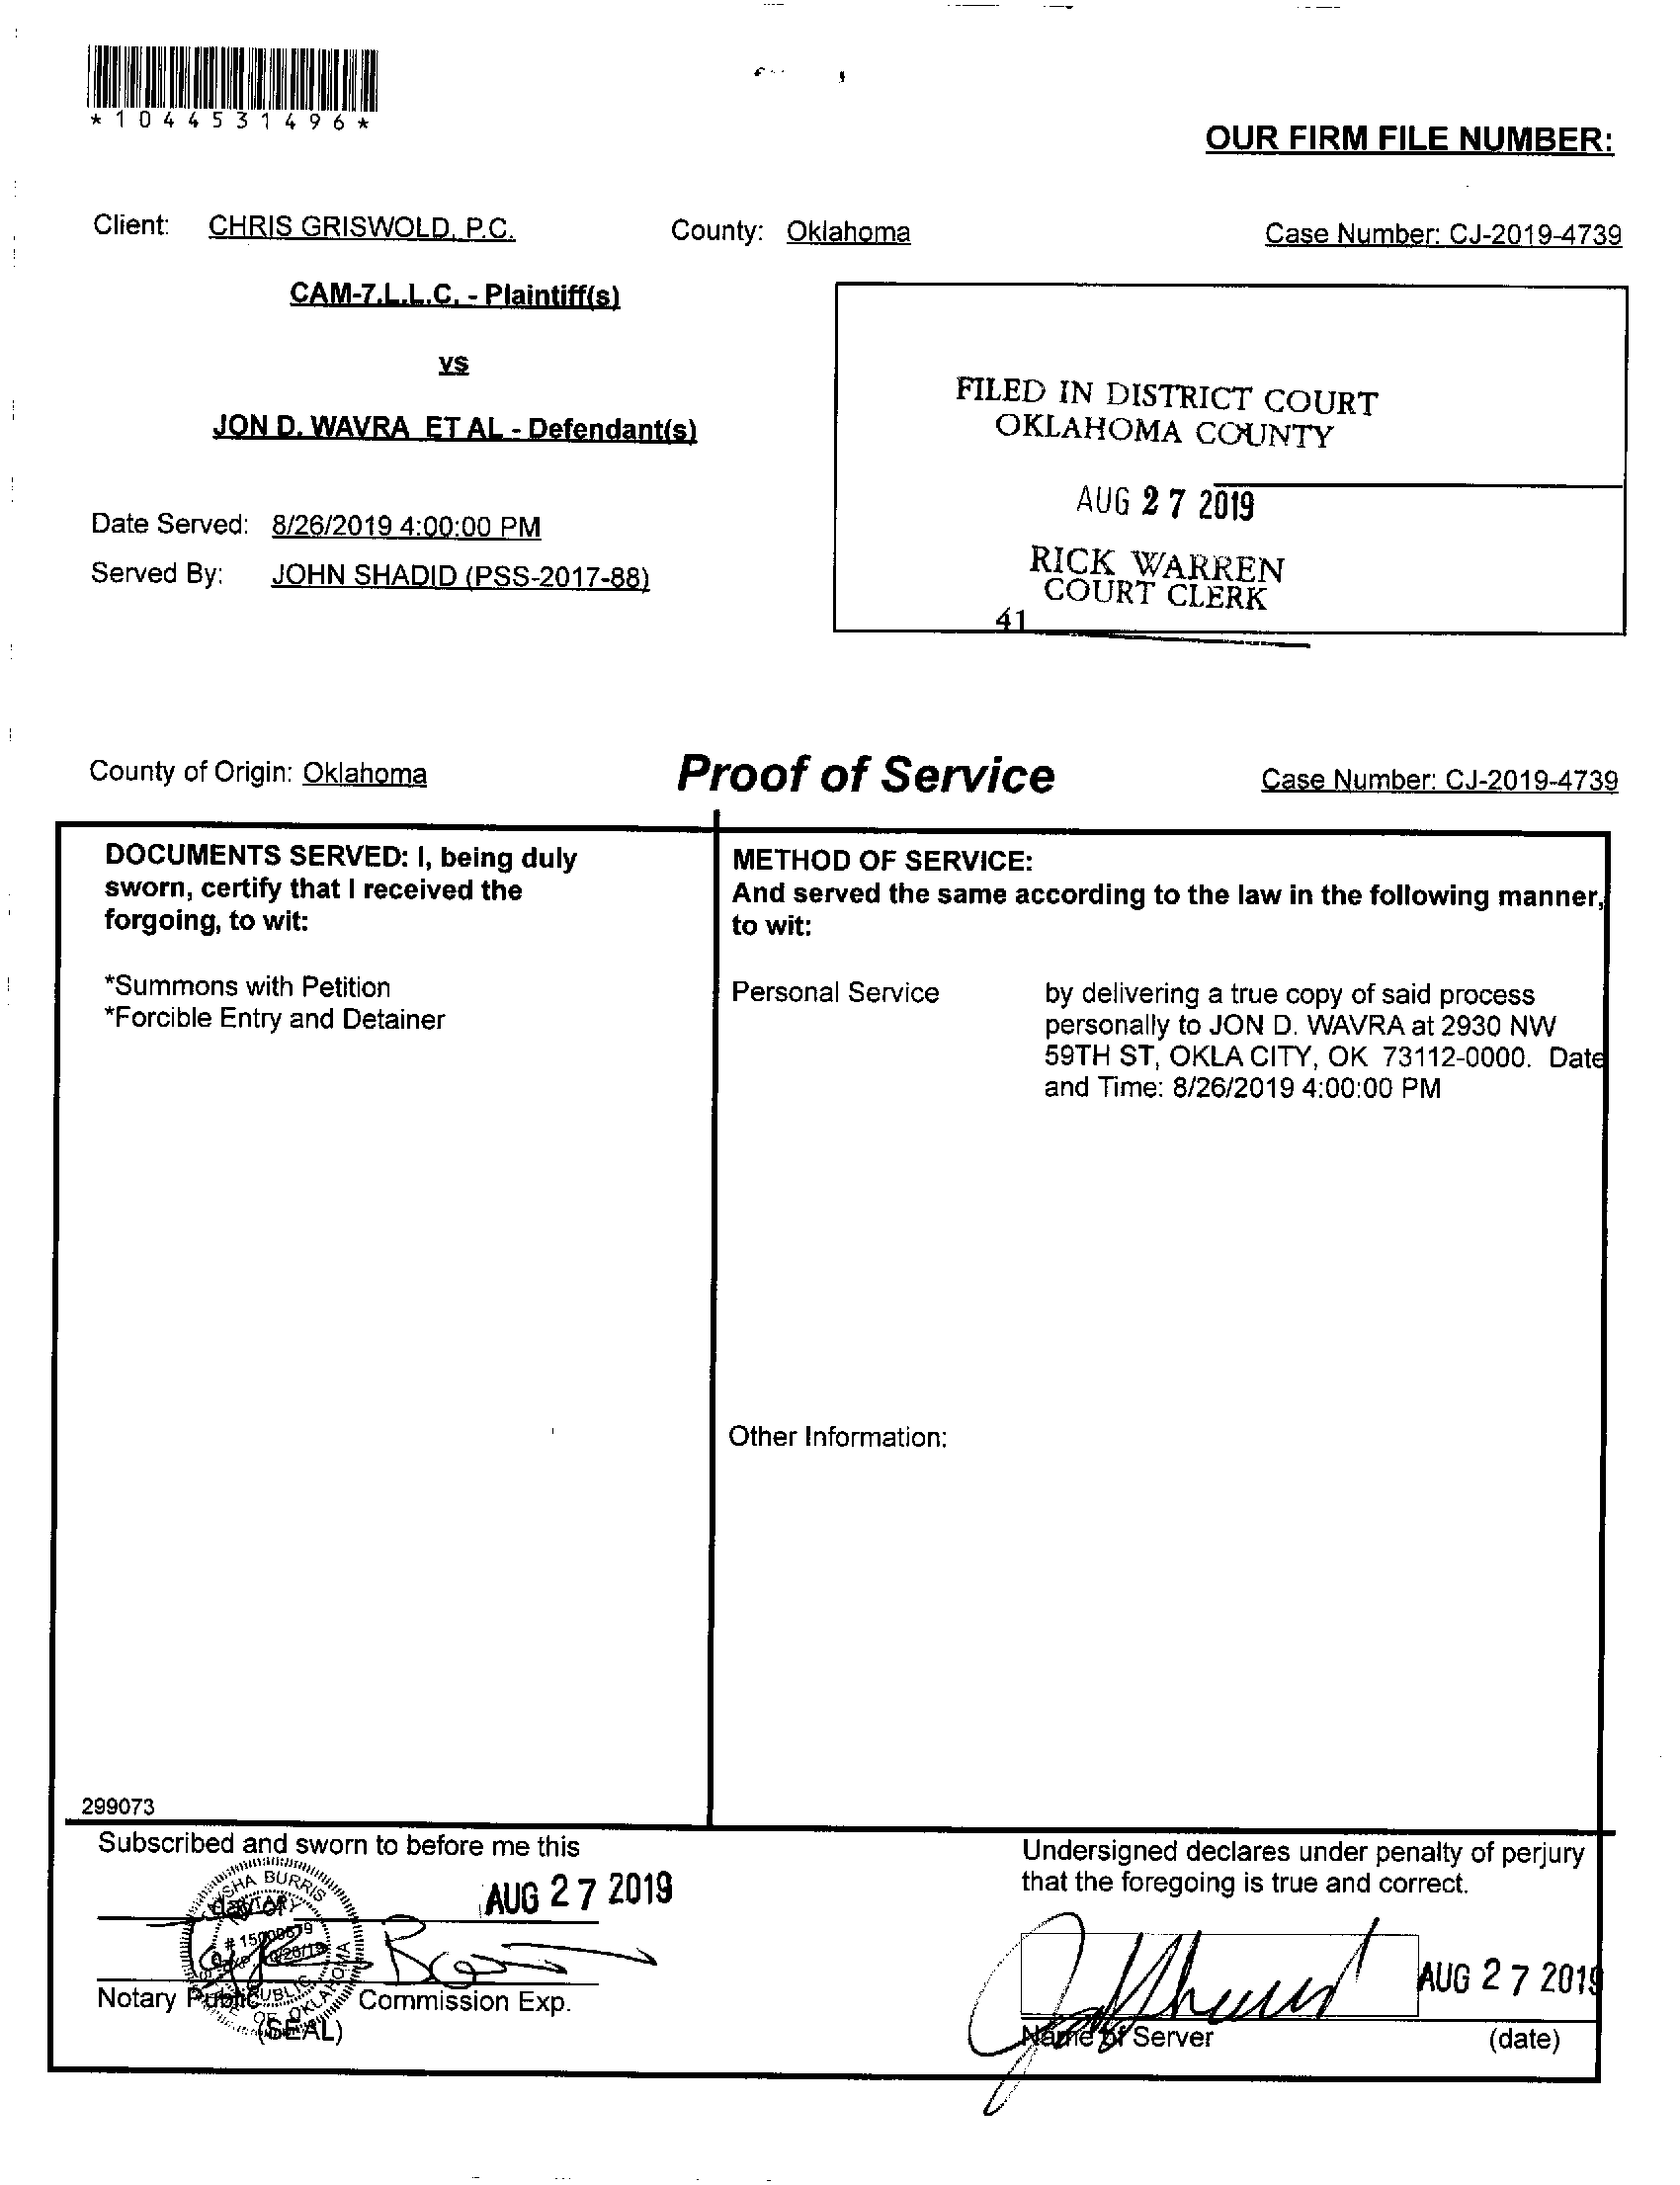 *1044531496*
OUR FIRM FILE NUMBER:
Client: CHRIS GRISWOLD, P.C. County: Oklahoma Case Number: CJ-2019-4739
CAM-7,L.L.C. - Plaintiff(s)
vs
JON D. WAVRA ET AL - Defendant(s)
FILED IN DISTRICT COURT
OKLAHOMA COUNTY
AUG 27 2019
RICK WARREN
COURT CLERK
41
Date Served: 8/26/2019 4:00:00 PM
Served By: JOHN SHADID (PSS-2017-88)
County of Origin: Oklahoma Proof of Service Case Number: CJ-2019-4739
DOCUMENTS SERVED: I, being duly
sworn, certify that I received the
forgoing, to wit:
*Summons with Petition
*Forcible Entry and Detainer
METHOD OF SERVICE:
And served the same according to the law in the following manner,
to wit:
Personal Service by delivering a true copy of said process
personally to JON D. WAVRA at 2930 NW
59TH ST, OKLA CITY, OK 73112-0000. Date
and Time: 8/26/2019 4:00:00 PM
Other Information:
299073
Subscribed and sworn to before me this
day of AUG 27 2019
BURRIS
OF OKLAHOMA
Notary Public Commission Exp.
(SEAL)
Undersigned declares under penalty of perjury
that the foregoing is true and correct.
AUG 27 2019
Name of Server (date)